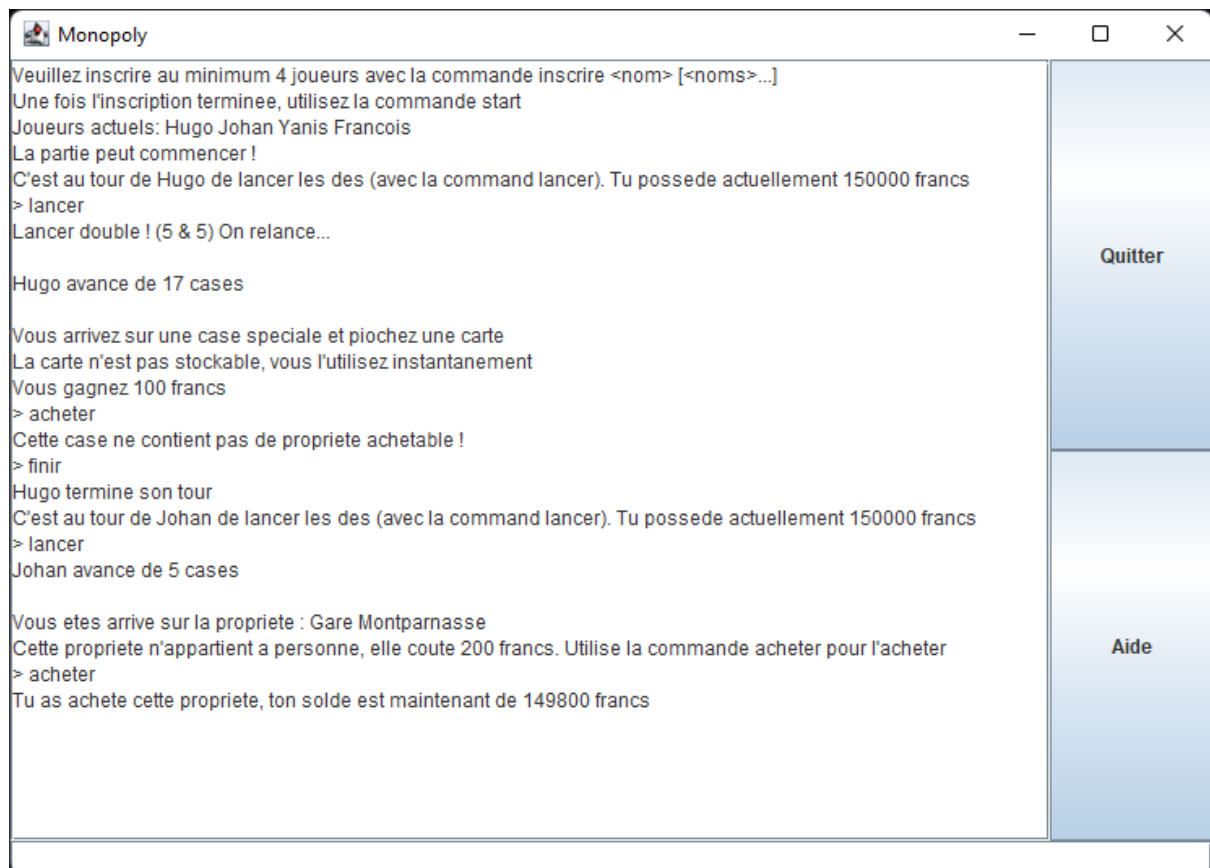 Monopoly
Veuillez inscrire au minimum 4 joueurs avec la commande inscrire <nom> [<noms>...]
Une fois l'inscription terminee, utilisez la commande start
Joueurs actuels: Hugo Johan Yanis Francois
La partie peut commencer !
C'est au tour de Hugo de lancer les des (avec la command lancer). Tu possede actuellement 150000 francs
> lancer
Lancer double ! (5 & 5) On relance...
Hugo avance de 17 cases
Vous arrivez sur une case speciale et piochez une carte
La carte n'est pas stockable, vous l'utilisez instantanement
Vous gagnez 100 francs
> acheter
Cette case ne contient pas de propriete achetable !
> finir
Hugo termine son tour
C'est au tour de Johan de lancer les des (avec la command lancer). Tu possede actuellement 150000 francs
> lancer
Johan avance de 5 cases
Vous etes arrive sur la propriete : Gare Montparnasse
Cette propriete n'appartient a personne, elle coute 200 francs. Utilise la commande acheter pour l'acheter
> acheter
Tu as achete cette propriete, ton solde est maintenant de 149800 francs
Quitter
Aide